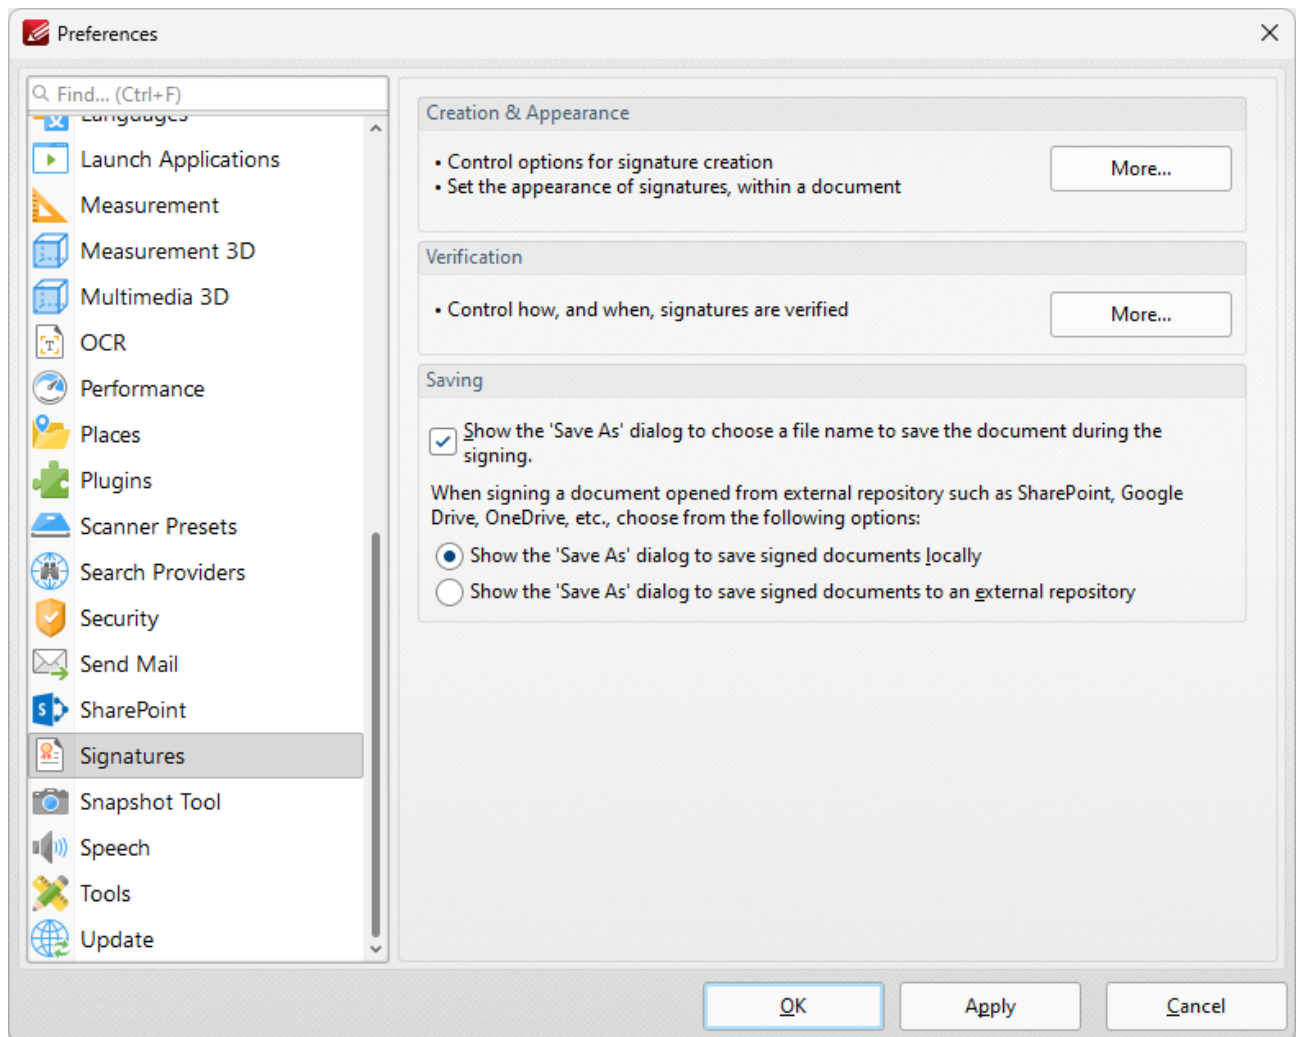 Preferences
Find... (Ctrl+F)
Languages
Launch Applications
Measurement
Measurement 3D
Multimedia 3D
OCR
Performance
Places
Plugins
Scanner Presets
Search Providers
Security
Send Mail
SharePoint
Signatures
Snapshot Tool
Speech
Tools
Update
Creation & Appearance
• Control options for signature creation
• Set the appearance of signatures, within a document
More...
Verification
• Control how, and when, signatures are verified
More...
Saving
Show the 'Save As' dialog to choose a file name to save the document during the
signing.
When signing a document opened from external repository such as SharePoint, Google
Drive, OneDrive, etc., choose from the following options:
Show the 'Save As' dialog to save signed documents locally
Show the 'Save As' dialog to save signed documents to an external repository
OK
Apply
Cancel